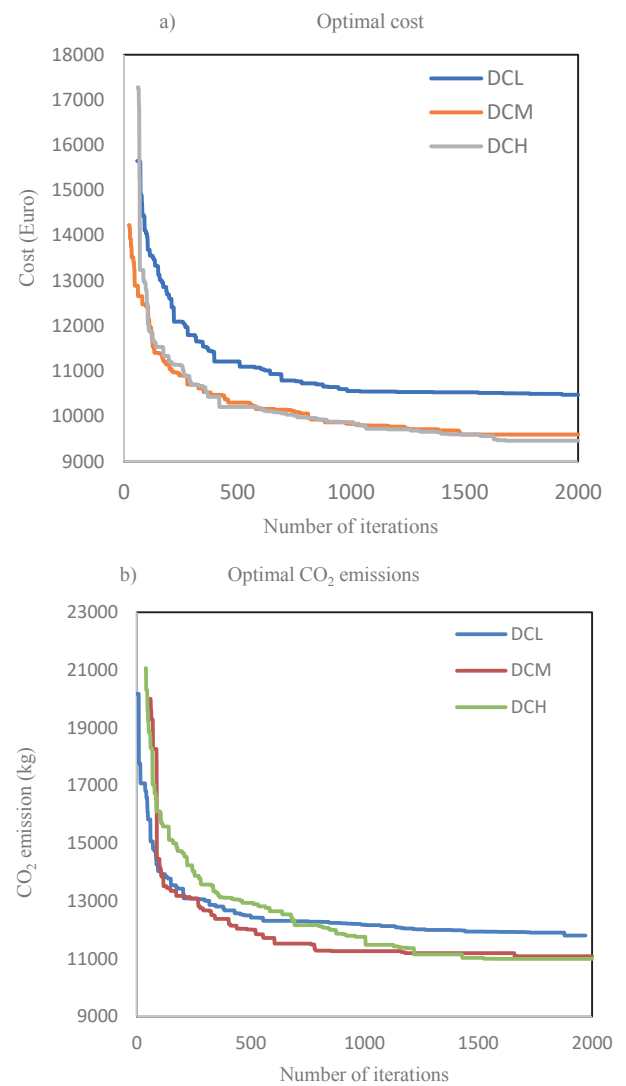 a) Optimal cost
18000
17000
16000
15000
14000
13000
12000
11000
10000
9000
Cost (Euro)
DCL
DCM
DCH
0 500 1000 1500 2000
Number of iterations
b) Optimal CO₂ emissions
23000
21000
19000
17000
15000
13000
11000
9000
CO₂ emission (kg)
DCL
DCM
DCH
0 500 1000 1500 2000
Number of iterations